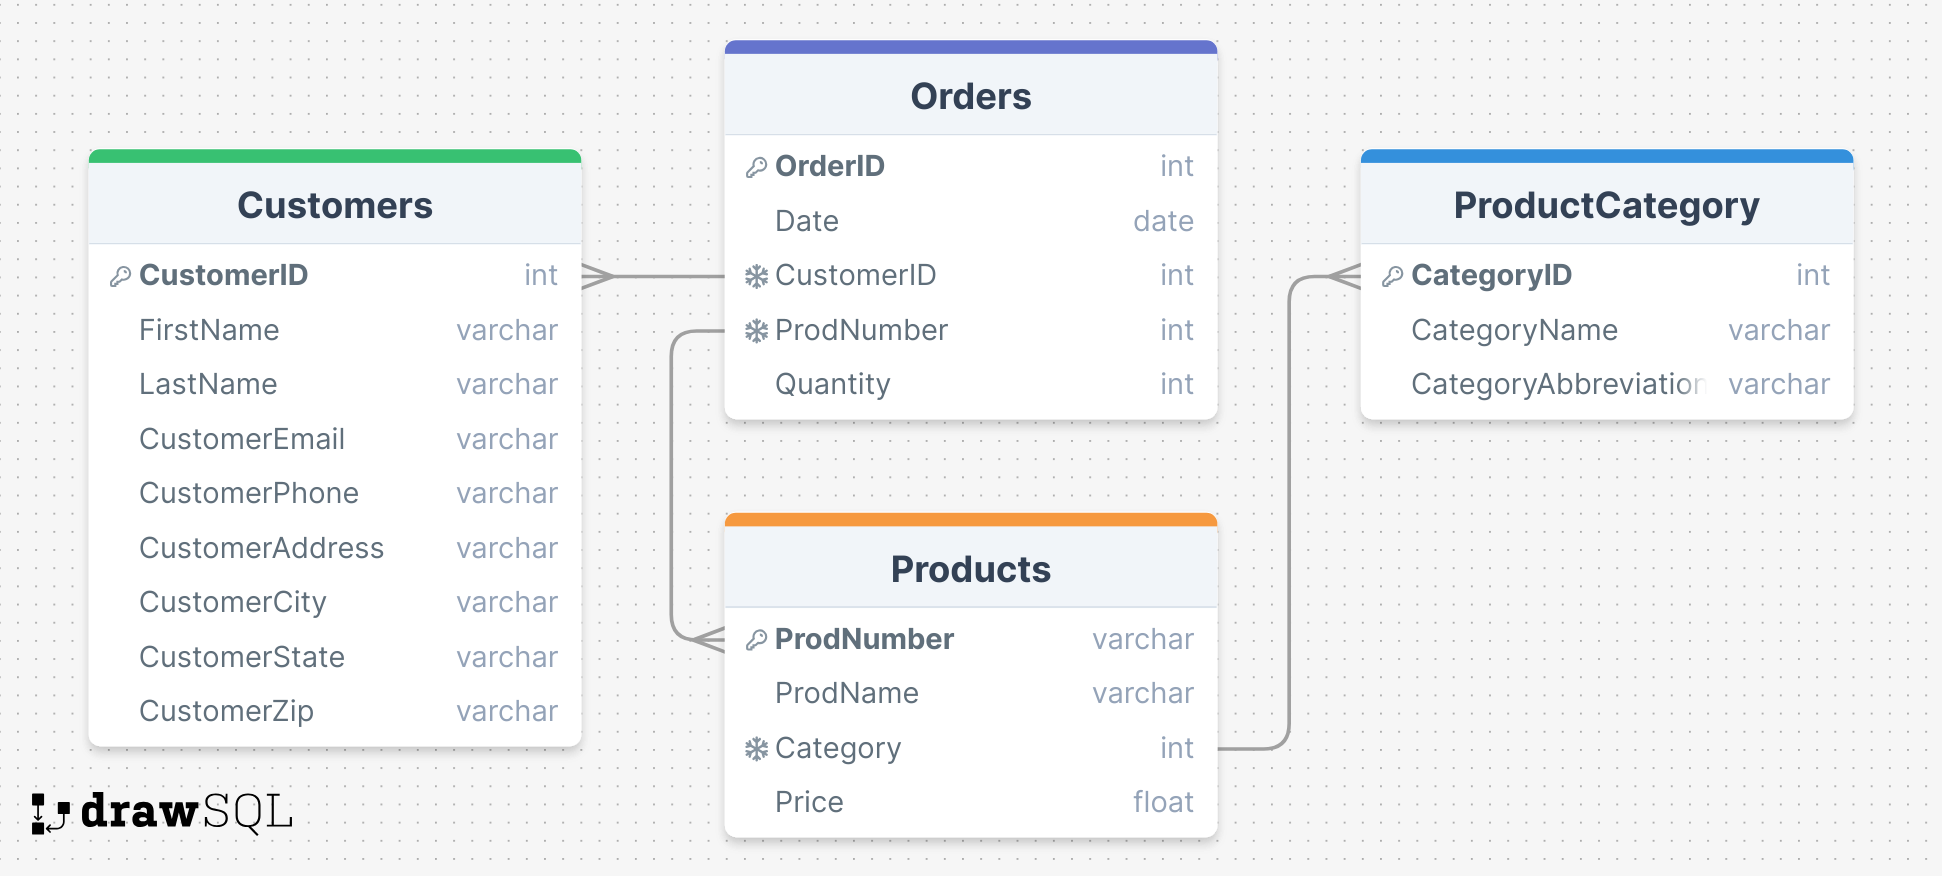 Customers
CustomerID int
FirstName varchar
LastName varchar
CustomerEmail varchar
CustomerPhone varchar
CustomerAddress varchar
CustomerCity varchar
CustomerState varchar
CustomerZip varchar
Orders
OrderID int
Date date
CustomerID int
ProdNumber int
Quantity int
Products
ProdNumber varchar
ProdName varchar
Category int
Price float
ProductCategory
CategoryID int
CategoryName varchar
CategoryAbbreviation varchar
drawSQL